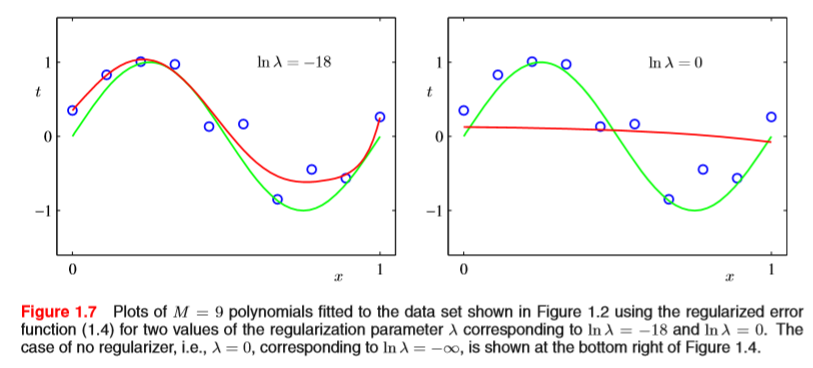 1
t
0
−1
ln λ = −18
0
x
1
1
t
0
−1
ln λ = 0
0
x
1
Figure 1.7 Plots of M = 9 polynomials fitted to the data set shown in Figure 1.2 using the regularized error
function (1.4) for two values of the regularization parameter λ corresponding to ln λ = −18 and ln λ = 0. The
case of no regularizer, i.e., λ = 0, corresponding to ln λ = −∞, is shown at the bottom right of Figure 1.4.